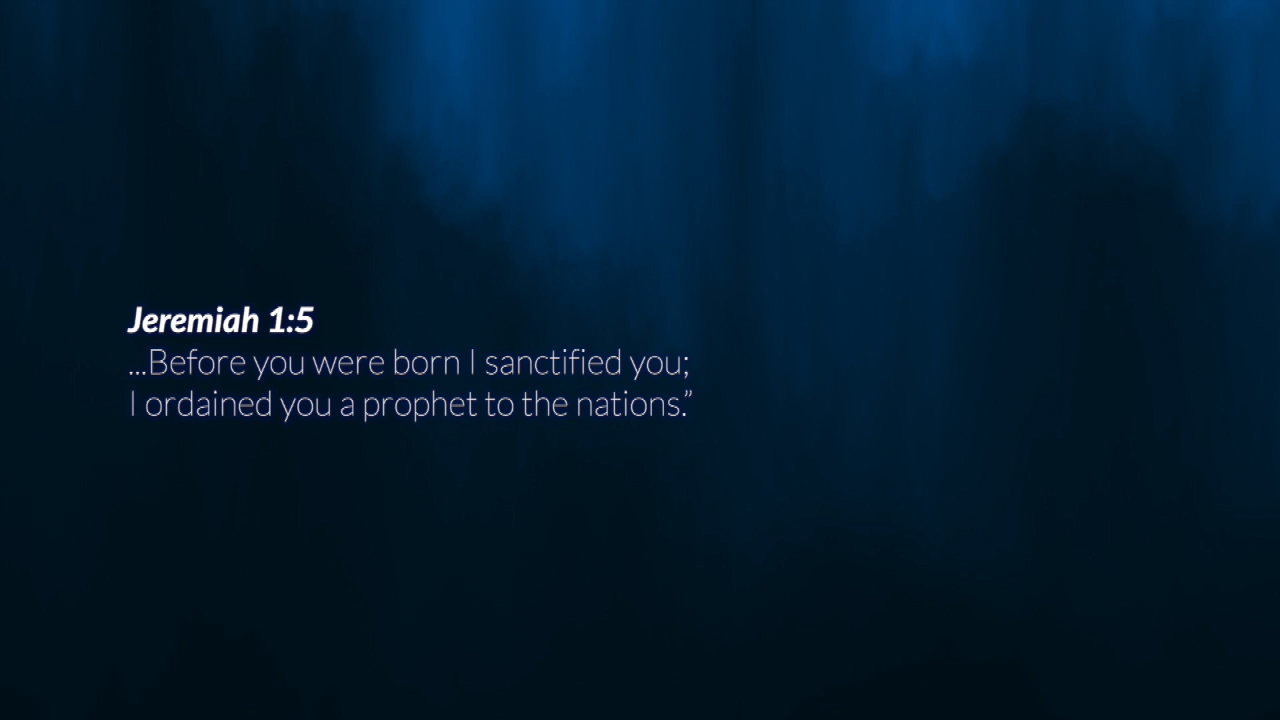 Jeremiah 1:5
...Before you were born I sanctified you;
I ordained you a prophet to the nations.”